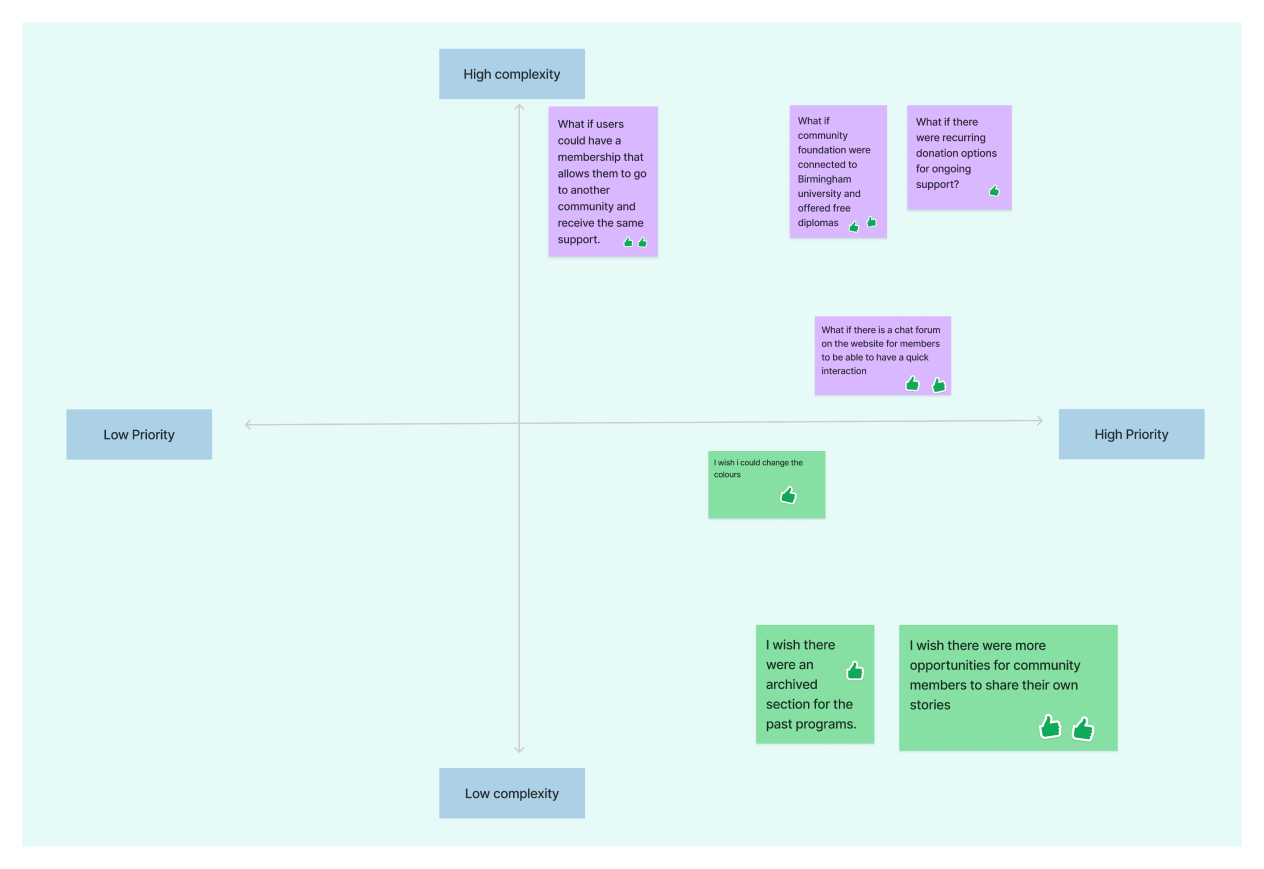 High complexity
What if users
could have a
membership that
allows them to go
to another
community and
receive the same
support.
What if
community
foundation were
connected to
Birmingham
university and
offered free
diplomas
What if there
were recurring
donation options
for ongoing
support?
What if there is a chat forum
on the website for members
to be able to have a quick
interaction
Low Priority
High Priority
I wish i could change the
colours
I wish there
were an
archived
section for the
past programs.
I wish there were more
opportunities for community
members to share their own
stories
Low complexity